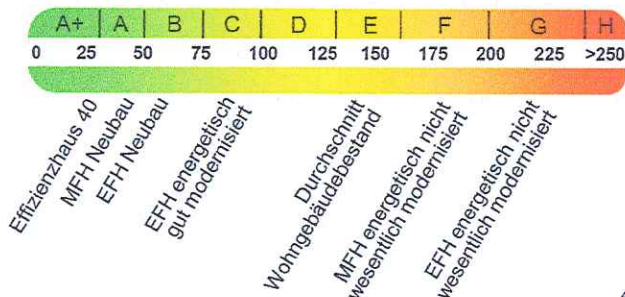 A+ A B C D E F G H
0 25 50 75 100 125 150 175 200 225 >250
Effizienzhaus 40
MFH Neubau
EFH Neubau
EFH energetisch
gut modernisiert
Durchschnitt
Wohngebäudebestand
MFH energetisch nicht
wesentlich modernisiert
EFH energetisch nicht
wesentlich modernisiert